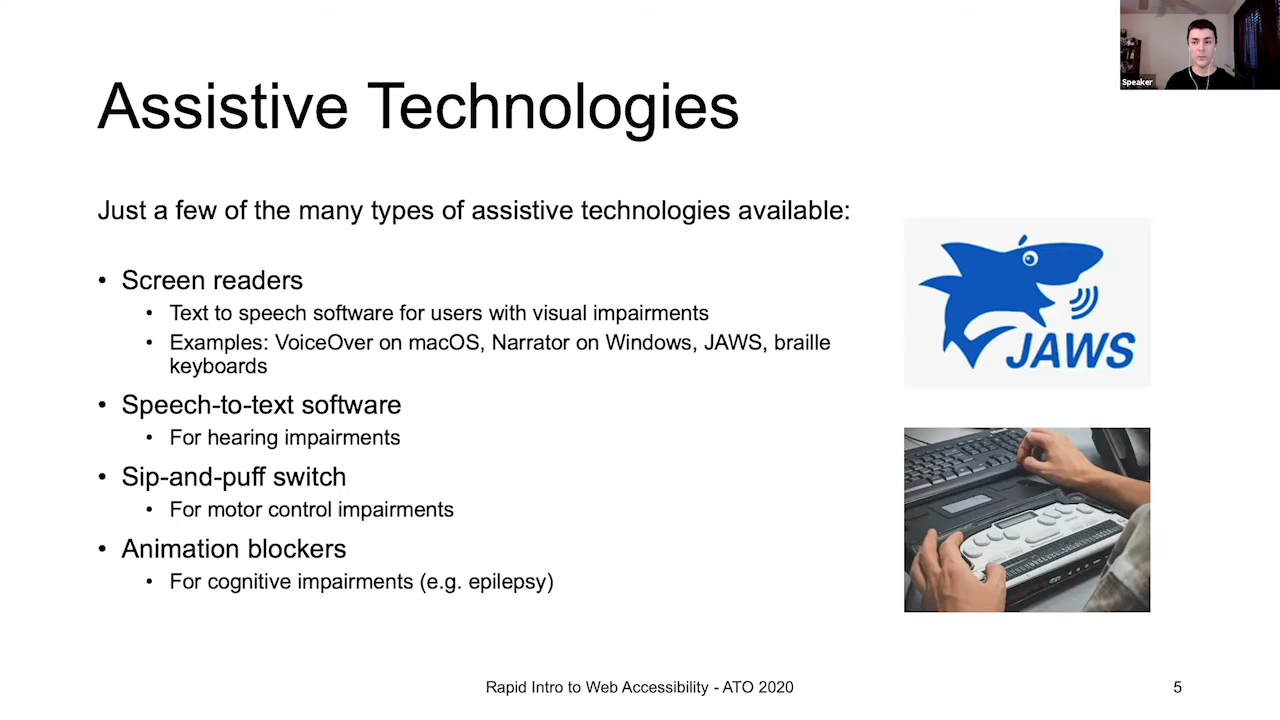 Speaker
Assistive Technologies
Just a few of the many types of assistive technologies available:
• Screen readers
• Text to speech software for users with visual impairments
• Examples: VoiceOver on macOS, Narrator on Windows, JAWS, braille
keyboards
• Speech-to-text software
• For hearing impairments
• Sip-and-puff switch
• For motor control impairments
• Animation blockers
• For cognitive impairments (e.g. epilepsy)
JAWS
Rapid Intro to Web Accessibility - ATO 2020
5